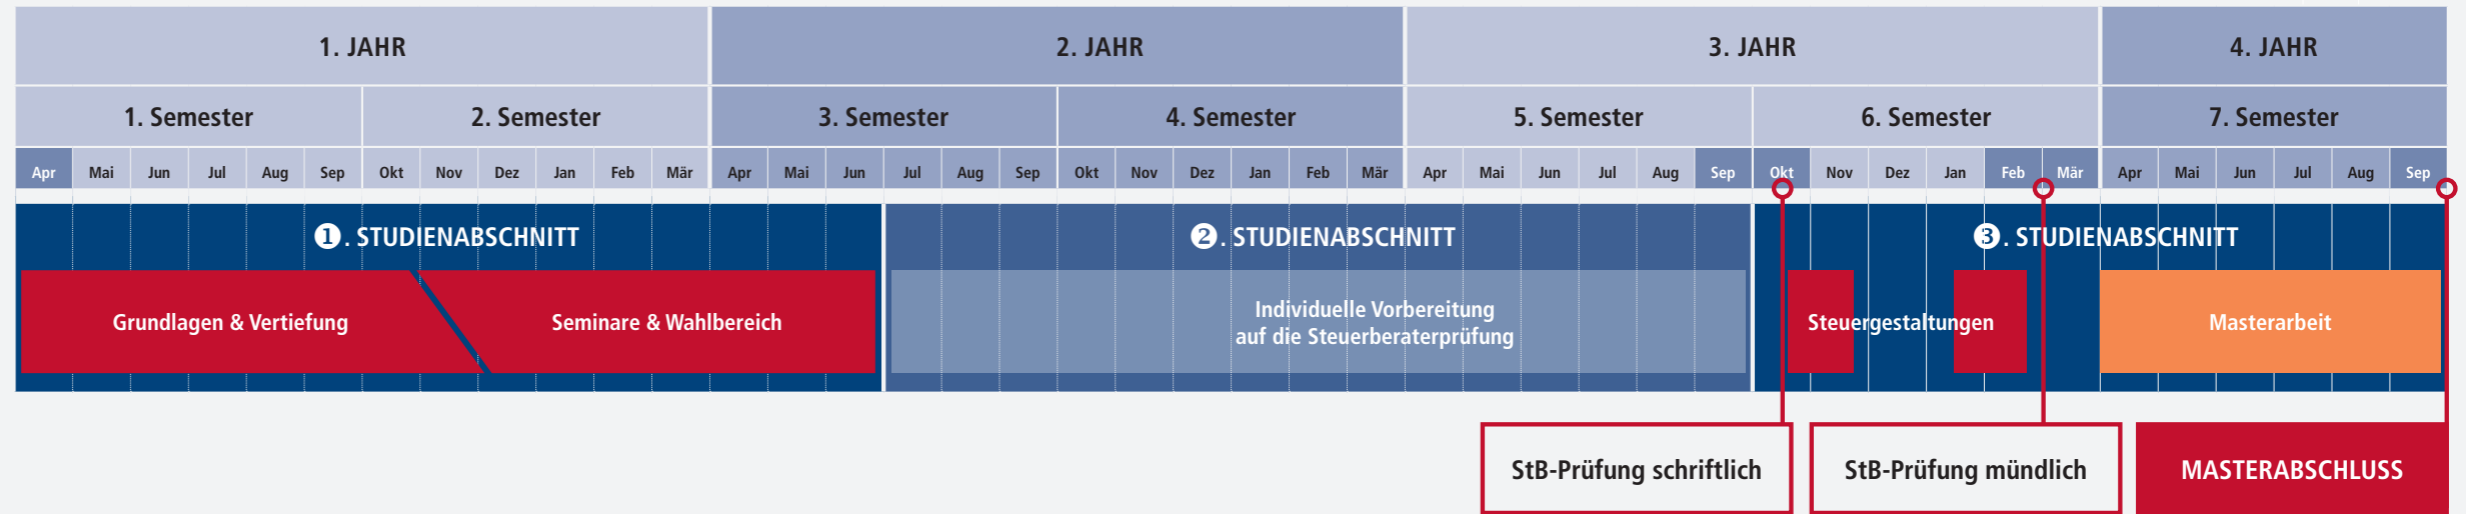 1. JAHR 2. JAHR 3. JAHR 4. JAHR
1. Semester 2. Semester 3. Semester 4. Semester 5. Semester 6. Semester 7. Semester
Apr Mai Jun Jul Aug Sep Okt Nov Dez Jan Feb Mär Apr Mai Jun Jul Aug Sep Okt Nov Dez Jan Feb Mär Apr Mai Jun Jul Aug Sep Okt Nov Dez Jan Feb Mär Apr Mai Jun Jul Aug Sep
❶. STUDIENABSCHNITT ❷. STUDIENABSCHNITT ❸. STUDIENABSCHNITT
Grundlagen & Vertiefung Seminare & Wahlbereich
Individuelle Vorbereitung
auf die Steuerberaterprüfung
Steuergestaltungen Masterarbeit
StB-Prüfung schriftlich StB-Prüfung mündlich MASTERABSCHLUSS